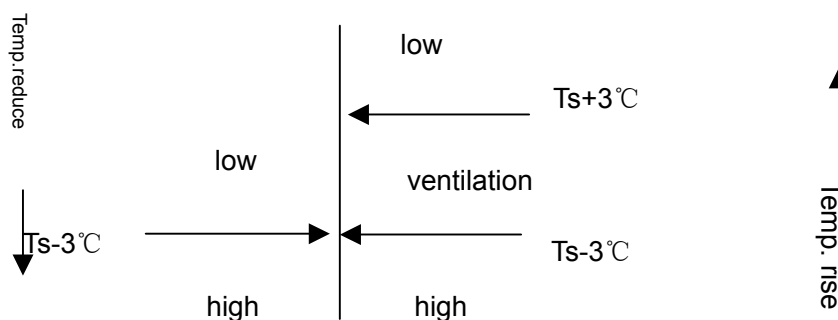 Temp.reduce
low
Ts+3℃
low
ventilation
Ts-3℃
Ts-3℃
high
high
Temp. rise